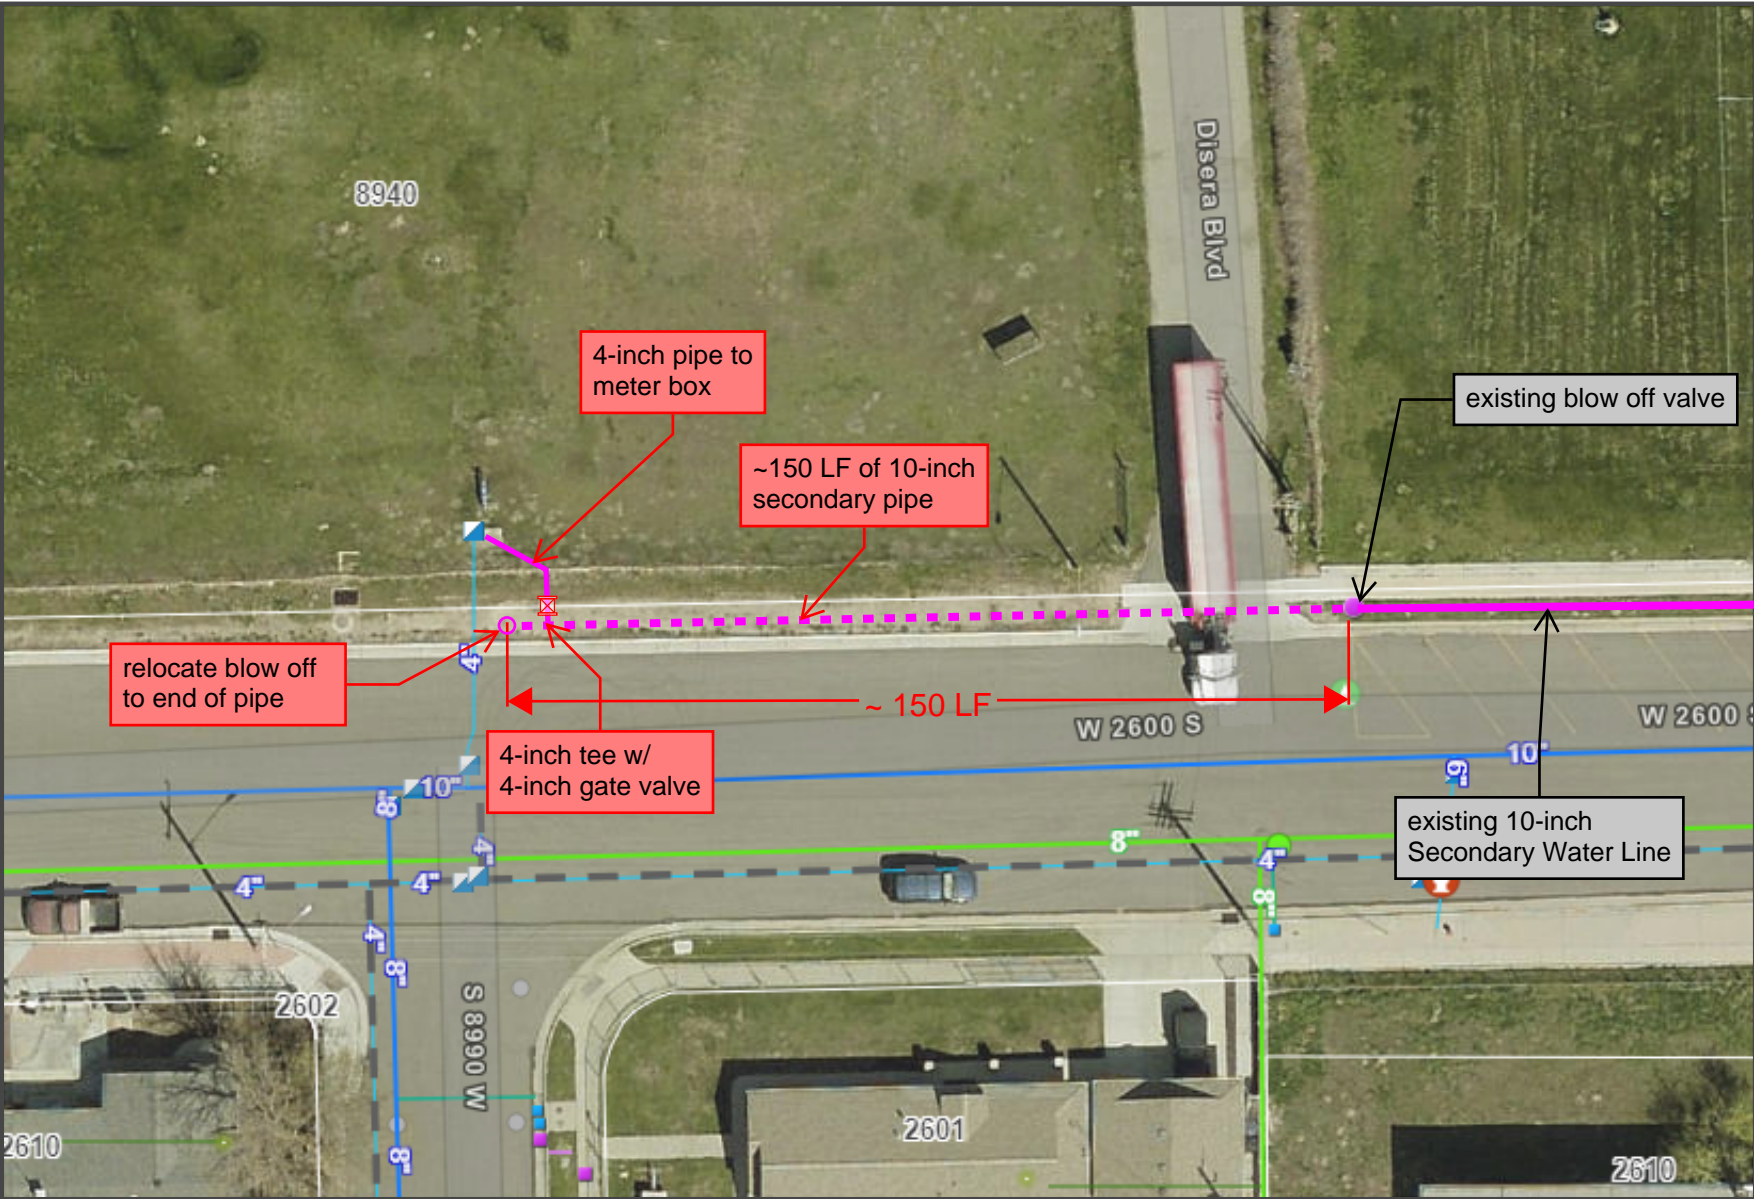 8940
Disera Blvd
4-inch pipe to
meter box
existing blow off valve
~150 LF of 10-inch
secondary pipe
relocate blow off
to end of pipe
4"
~ 150 LF
W 2600 S
W 2600 S
4-inch tee w/
4-inch gate valve
10"
6"
10"
8"
existing 10-inch
Secondary Water Line
8"
4"
4"
4"
4"
8"
4"
8"
2602
S 8990 W
2601
2610
8"
2610